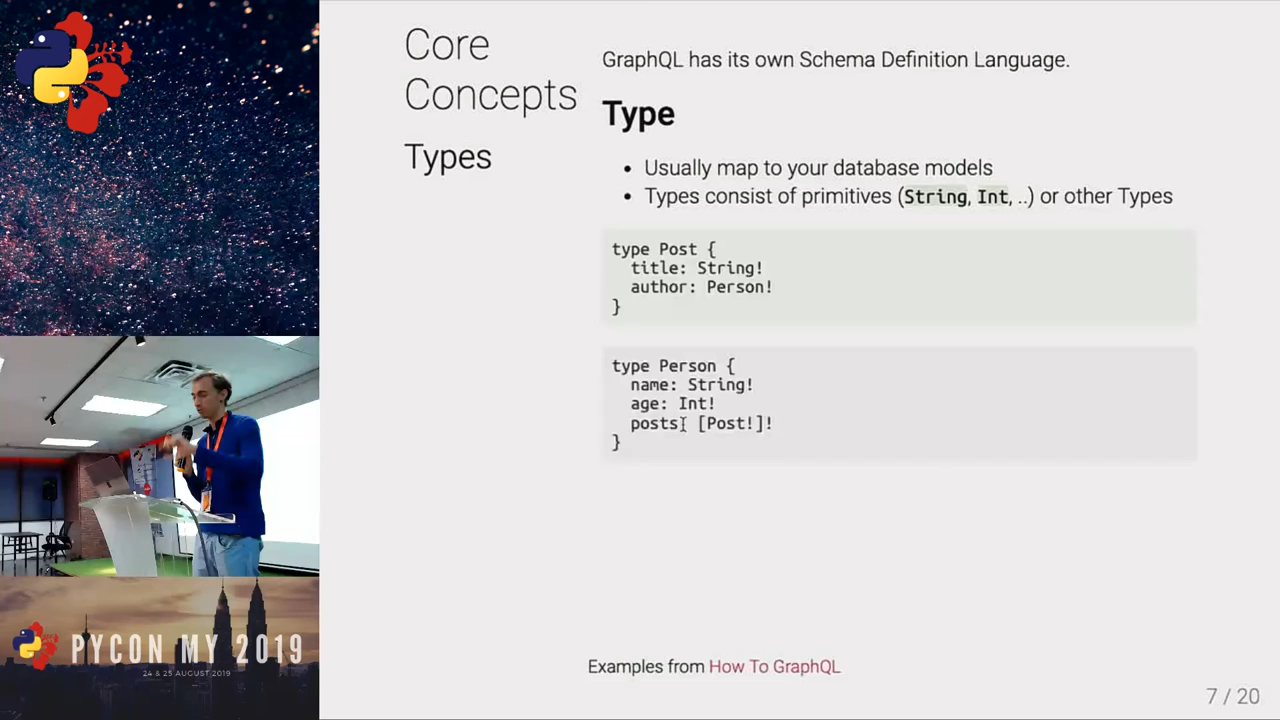 Core
Concepts
Types
GraphQL has its own Schema Definition Language.
Type
• Usually map to your database models
• Types consist of primitives (String, Int, ..) or other Types
type Post {
  title: String!
  author: Person!
}
type Person {
  name: String!
  age: Int!
  posts: [Post!]!
}
Examples from How To GraphQL
7 / 20
PYCON MY 2019
24 & 25 AUGUST 2019